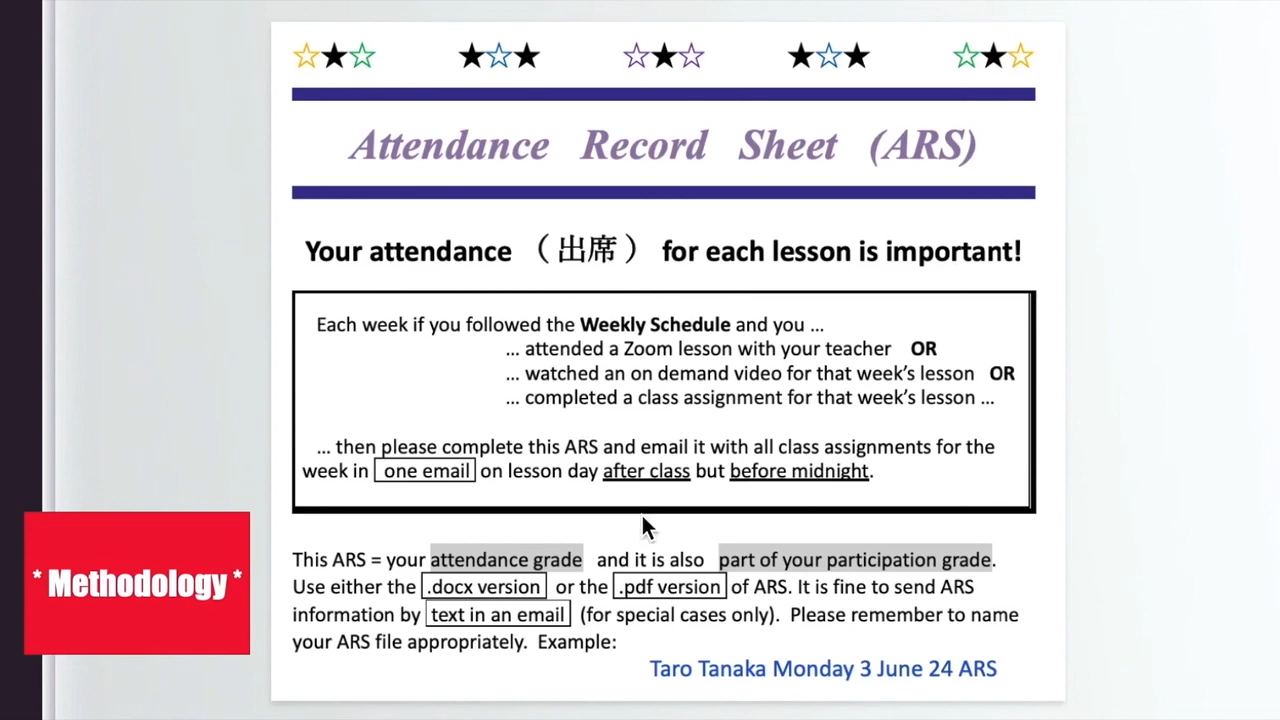 ☆★☆ ★☆★ ☆★☆ ★☆★ ☆★☆
Attendance Record Sheet (ARS)
Your attendance （出席） for each lesson is important!
Each week if you followed the Weekly Schedule and you …
… attended a Zoom lesson with your teacher OR
… watched an on demand video for that week’s lesson OR
… completed a class assignment for that week’s lesson …
… then please complete this ARS and email it with all class assignments for the
week in one email on lesson day after class but before midnight.
This ARS = your attendance grade and it is also part of your participation grade.
Use either the .docx version or the .pdf version of ARS. It is fine to send ARS
information by text in an email (for special cases only). Please remember to name
your ARS file appropriately. Example:
Taro Tanaka Monday 3 June 24 ARS
* Methodology *